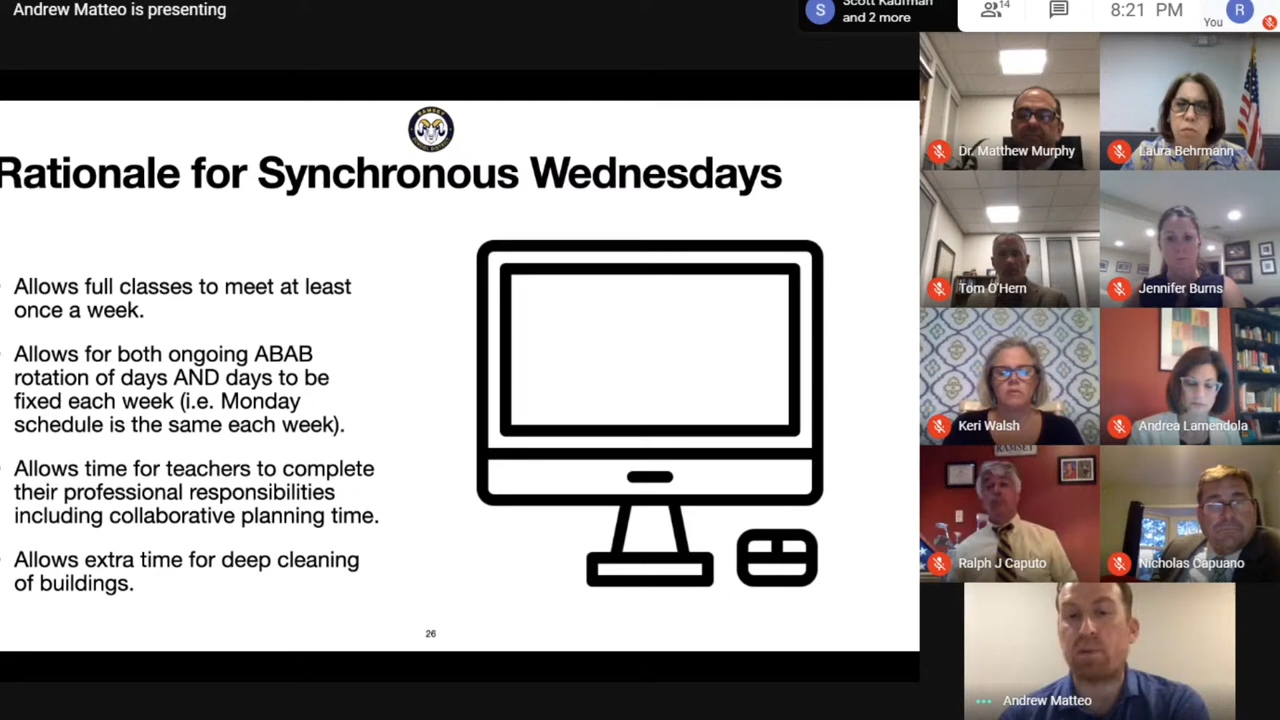 Andrew Matteo is presenting
S
Scott Kaufman
and 2 more
14
8:21 PM
You
R
RAMSEY
SCHOOL DISTRICT
Rationale for Synchronous Wednesdays
Allows full classes to meet at least
once a week.
Allows for both ongoing ABAB
rotation of days AND days to be
fixed each week (i.e. Monday
schedule is the same each week).
Allows time for teachers to complete
their professional responsibilities
including collaborative planning time.
Allows extra time for deep cleaning
of buildings.
26
Dr. Matthew Murphy
Laura Behrmann
Tom O'Hern
Jennifer Burns
Keri Walsh
Andrea Lamendola
RAMSEY
Ralph J Caputo
Nicholas Capuano
Andrew Matteo